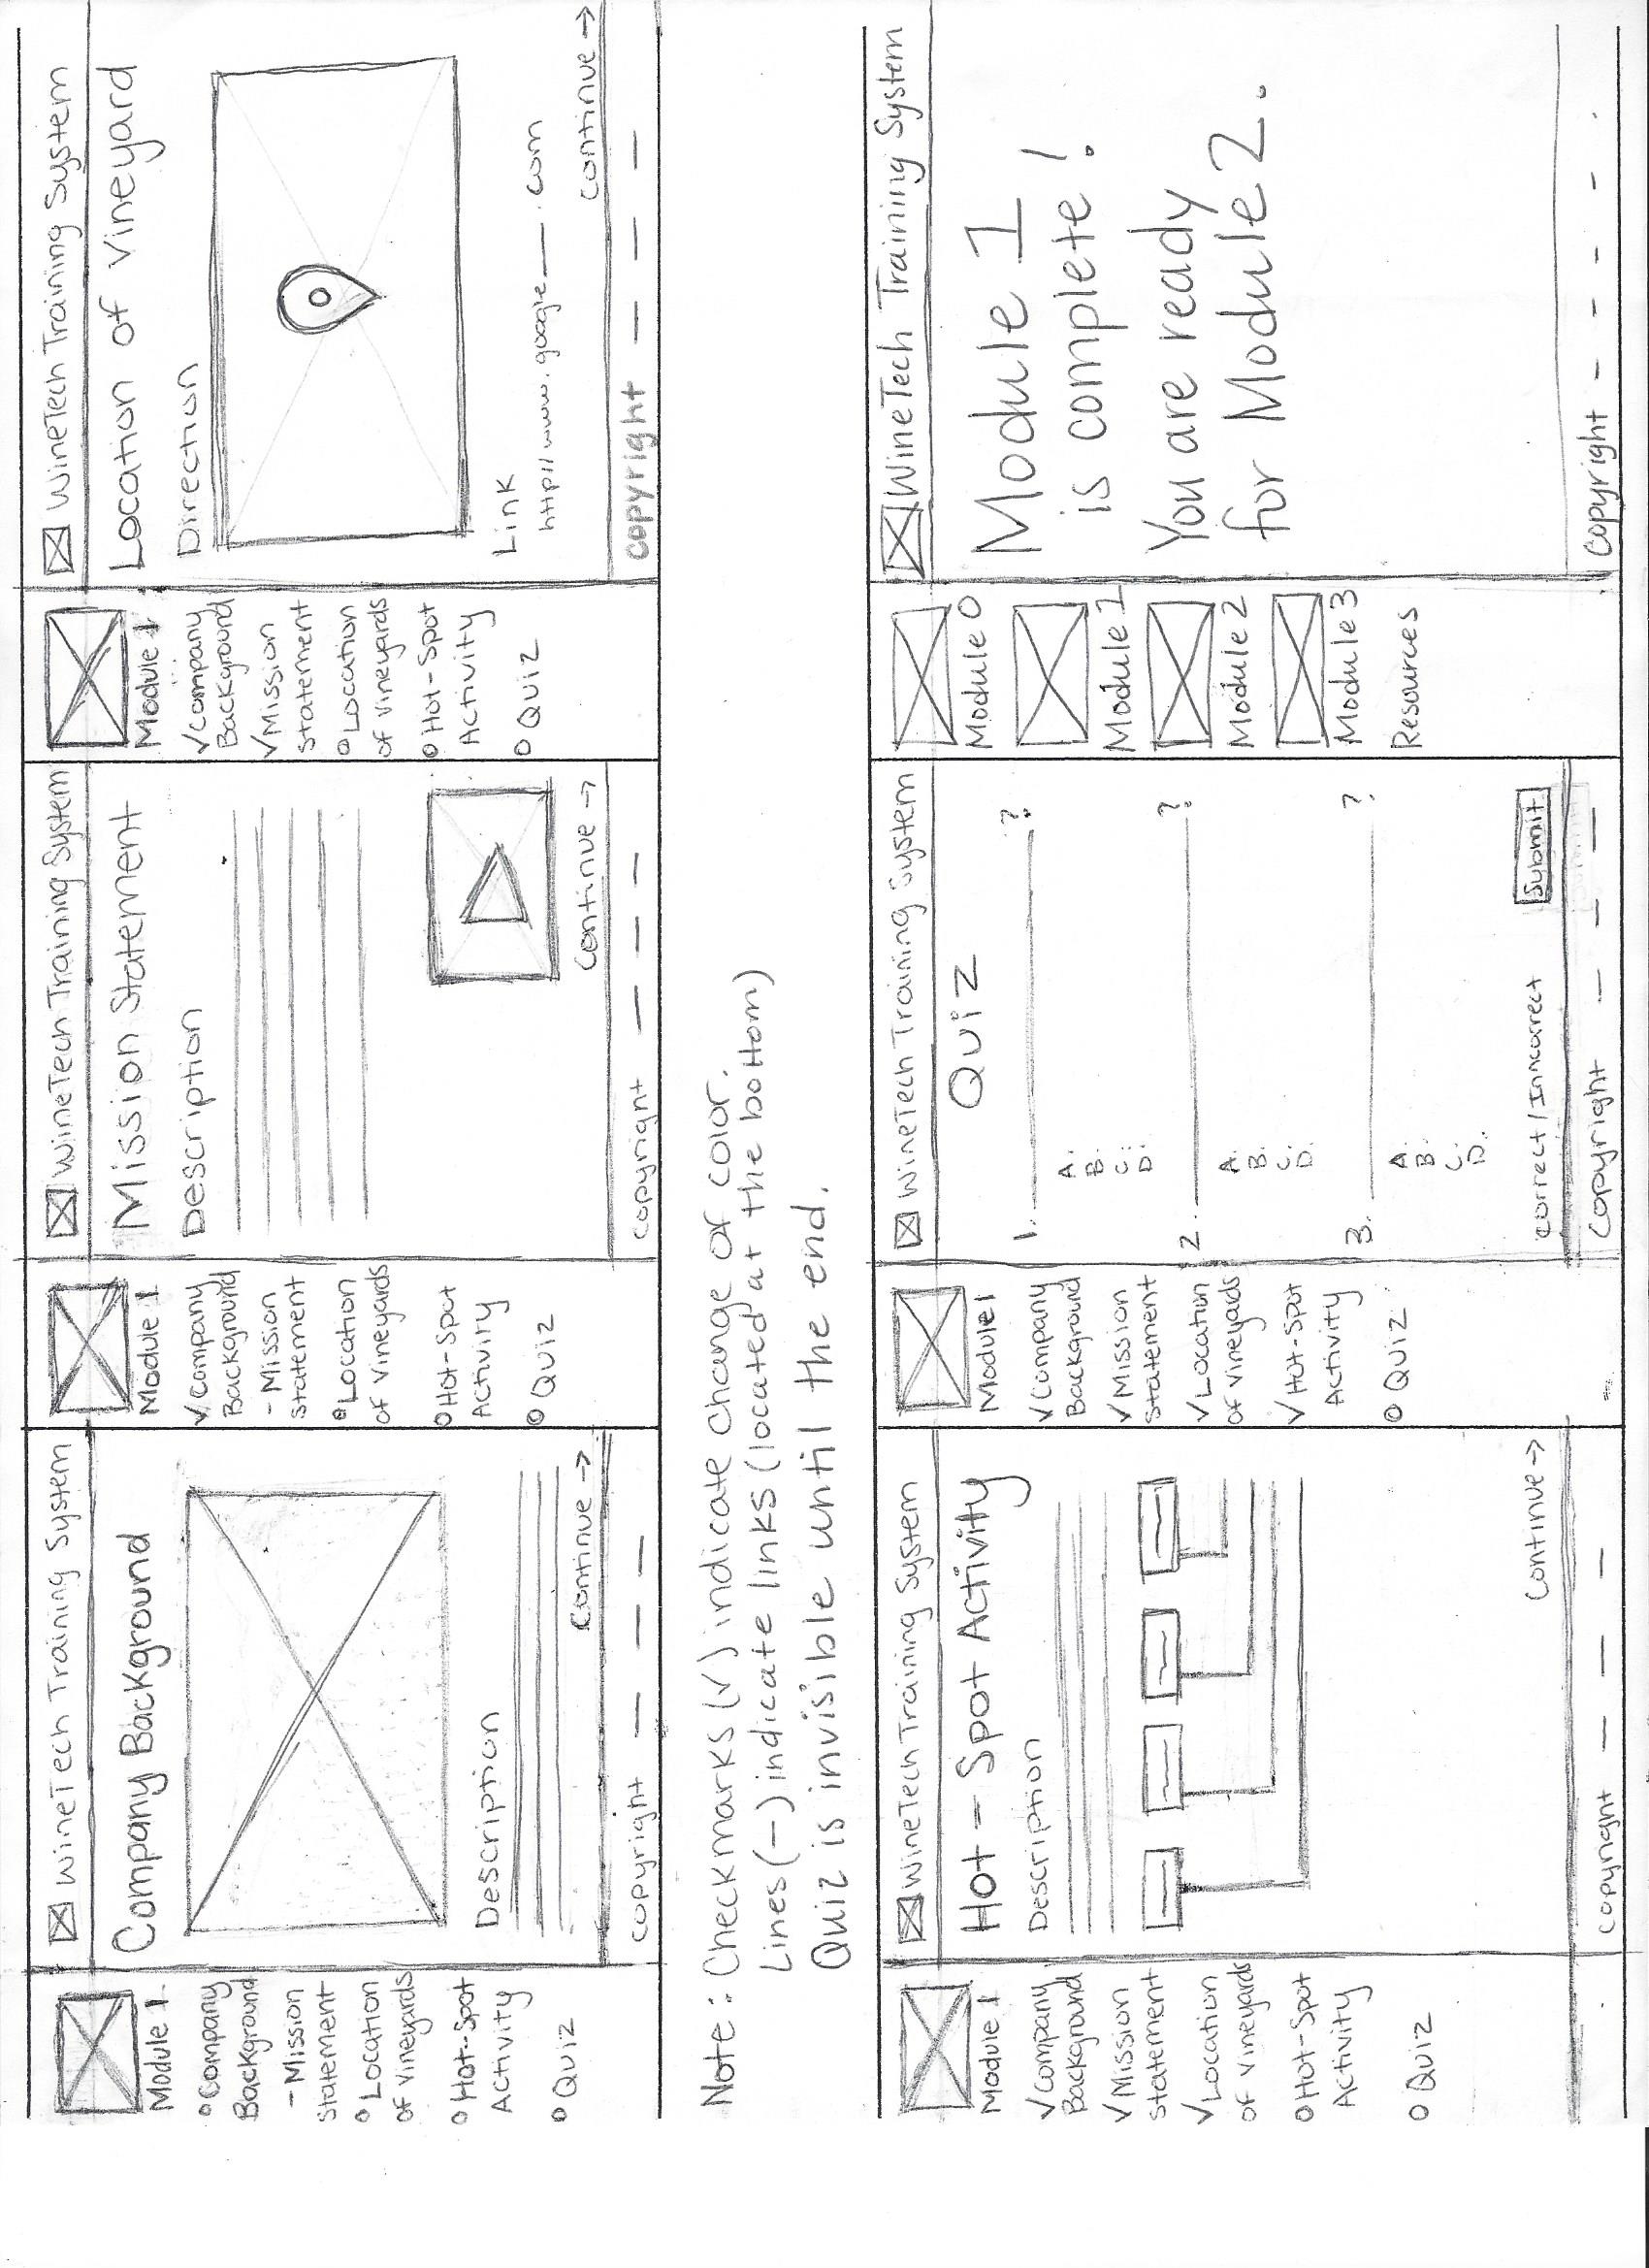 WineTech Training System
Module 1.
Company Background
° Company
Background
- Mission
Statement
° Location
of Vineyards
° Hot-Spot
Activity
° Quiz
Description
Continue →
Copyright — — —
WineTech Training System
Module 1
Mission Statement
✓ Company
Background
- Mission
Statement
° Location
of Vineyards
° Hot-Spot
Activity
° Quiz
Description
Continue →
Copyright — — —
WineTech Training System
Module 1
Location of Vineyard
✓ Company
Background
✓ Mission
Statement
° Location
of Vineyards
° Hot-Spot
Activity
° Quiz
Direction
Link
http//www.google___.com
Continue →
Copyright — — —
Note: Checkmarks (✓) indicate change of color.
Lines (-) indicate links (located at the bottom)
Quiz is invisible until the end.
WineTech Training System
Module 1
Hot - Spot Activity
✓ Company
Background
✓ Mission
Statement
✓ Location
of Vineyards
° Hot-Spot
Activity
° Quiz
Description
Continue →
Copyright — — —
WineTech Training System
Module 1
✓ Company
Background
✓ Mission
Statement
✓ Location
of Vineyards
✓ Hot-Spot
Activity
° Quiz
Quiz
1. ___?
A.
B.
C.
D.
2. ___?
A.
B.
C.
D.
3. ___?
A.
B.
C.
D.
Correct/Inncorrect
Submit
Copyright — — —
WineTech Training System
Module 0
Module 1
Module 2
Module 3
Resources
Module 1
is complete!
You are ready
for Module 2.
Copyright - - - - .